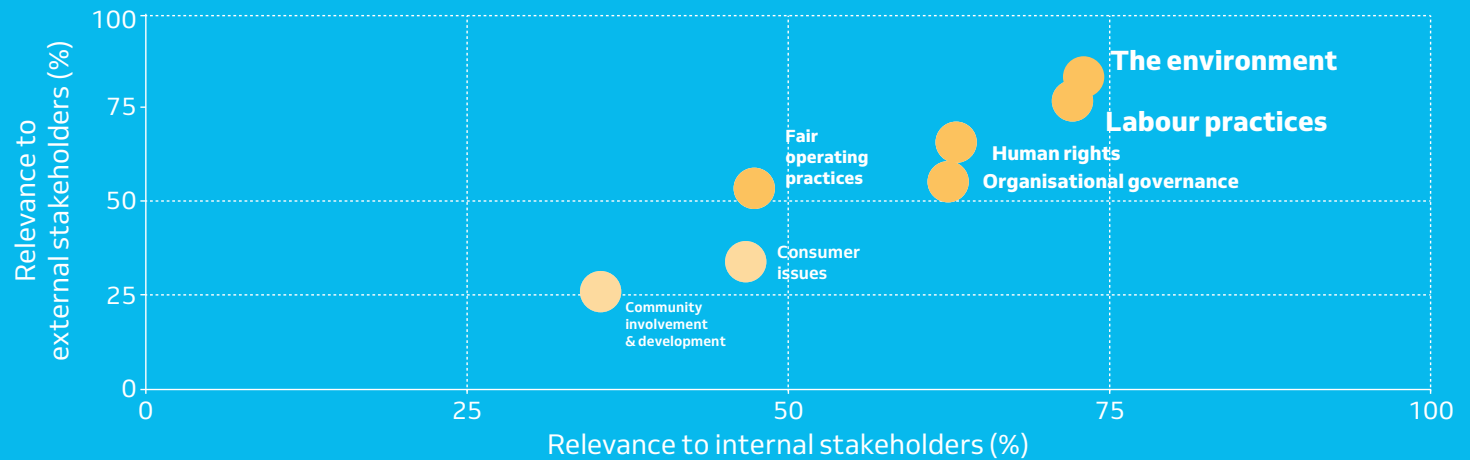 Relevance to
external stakeholders (%)
100
75
50
25
0
The environment
Labour practices
Fair
operating
practices
Human rights
Organisational governance
Consumer
issues
Community
involvement
& development
0
25
50
75
100
Relevance to internal stakeholders (%)